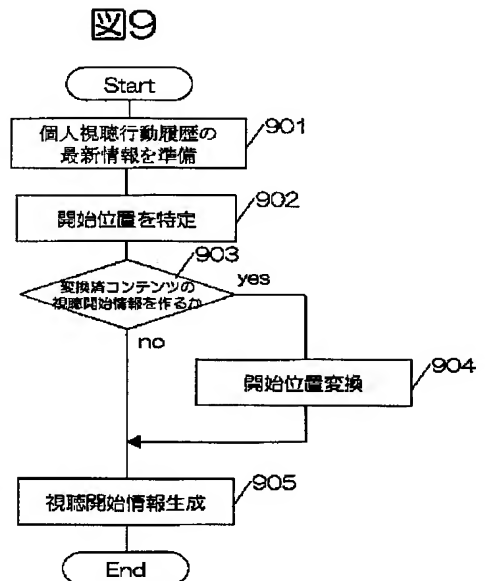 図9
Start
個人視聴行動履歴の
最新情報を準備
901
開始位置を特定
902
903
変換済コンテンツの
視聴開始情報を作るか
yes
no
開始位置変換
904
視聴開始情報生成
905
End